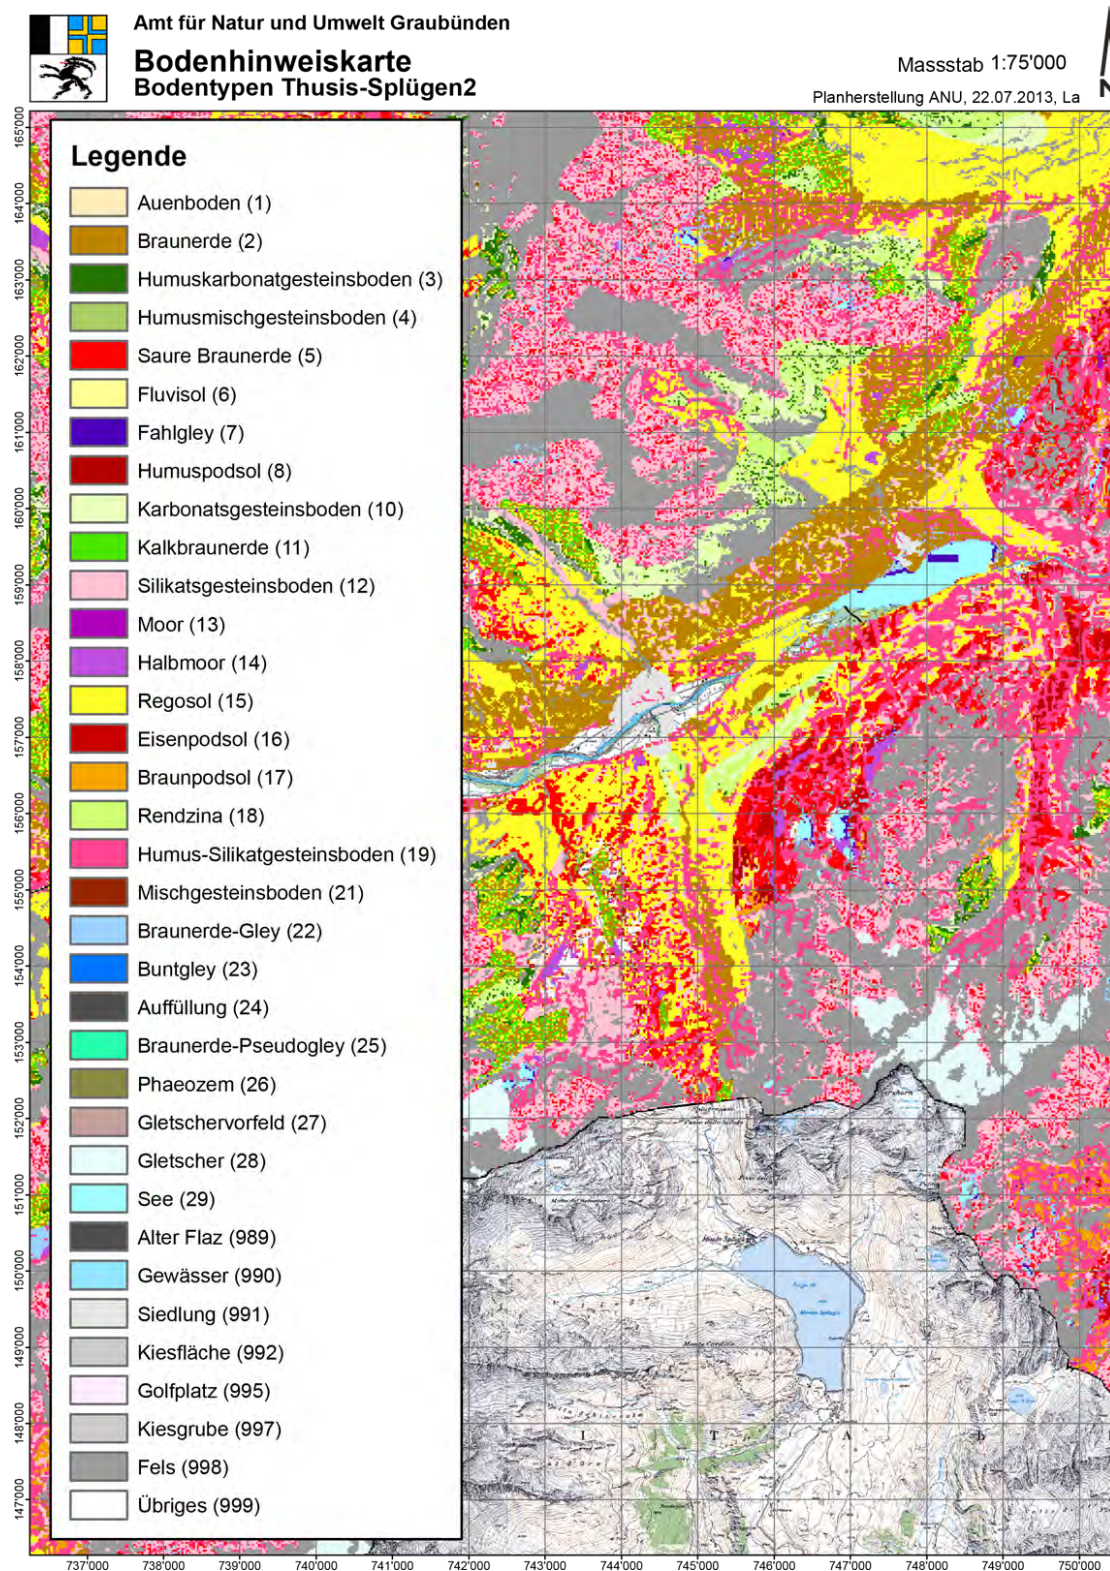 Amt für Natur und Umwelt Graubünden
Bodenhinweiskarte
Bodentypen Thusis-Splügen2
Massstab 1:75'000
Planherstellung ANU, 22.07.2013, La
N
Legende
Auenboden (1)
Braunerde (2)
Humuskarbonatgesteinsboden (3)
Humusmischgesteinsboden (4)
Saure Braunerde (5)
Fluvisol (6)
Fahlgley (7)
Humuspodsol (8)
Karbonatsgesteinsboden (10)
Kalkbraunerde (11)
Silikatsgesteinsboden (12)
Moor (13)
Halbmoor (14)
Regosol (15)
Eisenpodsol (16)
Braunpodsol (17)
Rendzina (18)
Humus-Silikatgesteinsboden (19)
Mischgesteinsboden (21)
Braunerde-Gley (22)
Buntgley (23)
Auffüllung (24)
Braunerde-Pseudogley (25)
Phaeozem (26)
Gletschervorfeld (27)
Gletscher (28)
See (29)
Alter Flaz (989)
Gewässer (990)
Siedlung (991)
Kiesfläche (992)
Golfplatz (995)
Kiesgrube (997)
Fels (998)
Übriges (999)
165'000
164'000
163'000
162'000
161'000
160'000
159'000
158'000
157'000
156'000
155'000
154'000
153'000
152'000
151'000
150'000
149'000
148'000
147'000
I T A
737'000 738'000 739'000 740'000 741'000 742'000 743'000 744'000 745'000 746'000 747'000 748'000 749'000 750'000